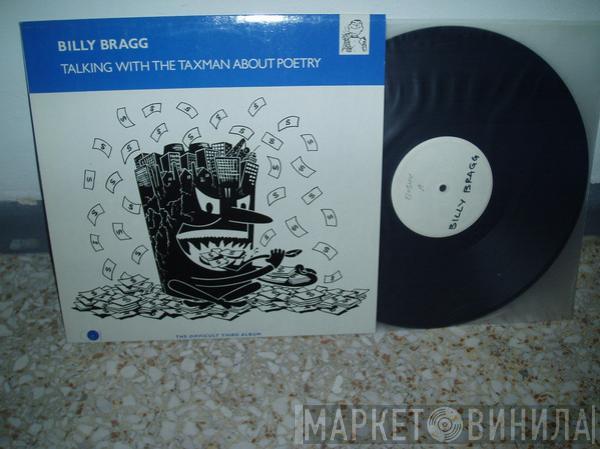 BILLY BRAGG
TALKING WITH THE TAXMAN ABOUT POETRY
THE DIFFICULT THIRD ALBUM
BILLY BRAGG
МАРКЕТ ВИНИЛА